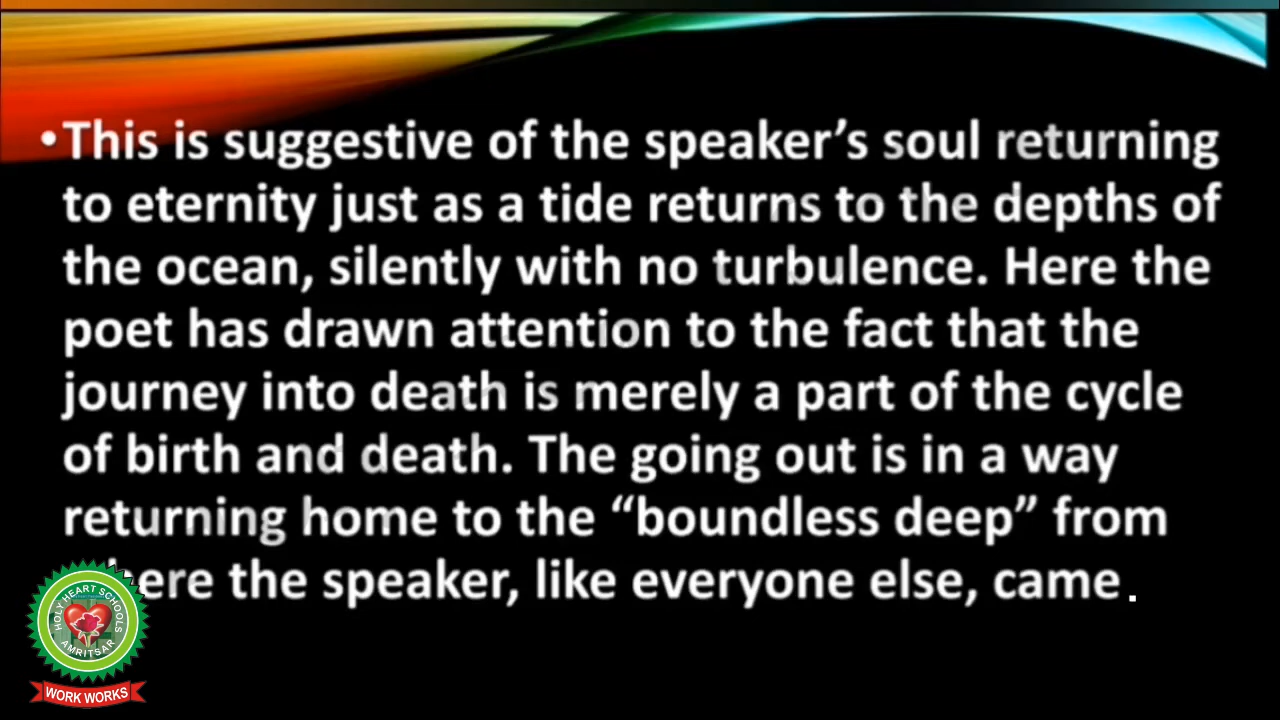 •This is suggestive of the speaker’s soul returning
to eternity just as a tide returns to the depths of
the ocean, silently with no turbulence. Here the
poet has drawn attention to the fact that the
journey into death is merely a part of the cycle
of birth and death. The going out is in a way
returning home to the “boundless deep” from
here the speaker, like everyone else, came.
HOLY HEART SCHOOLS
AMRITSAR
WORK WORKS